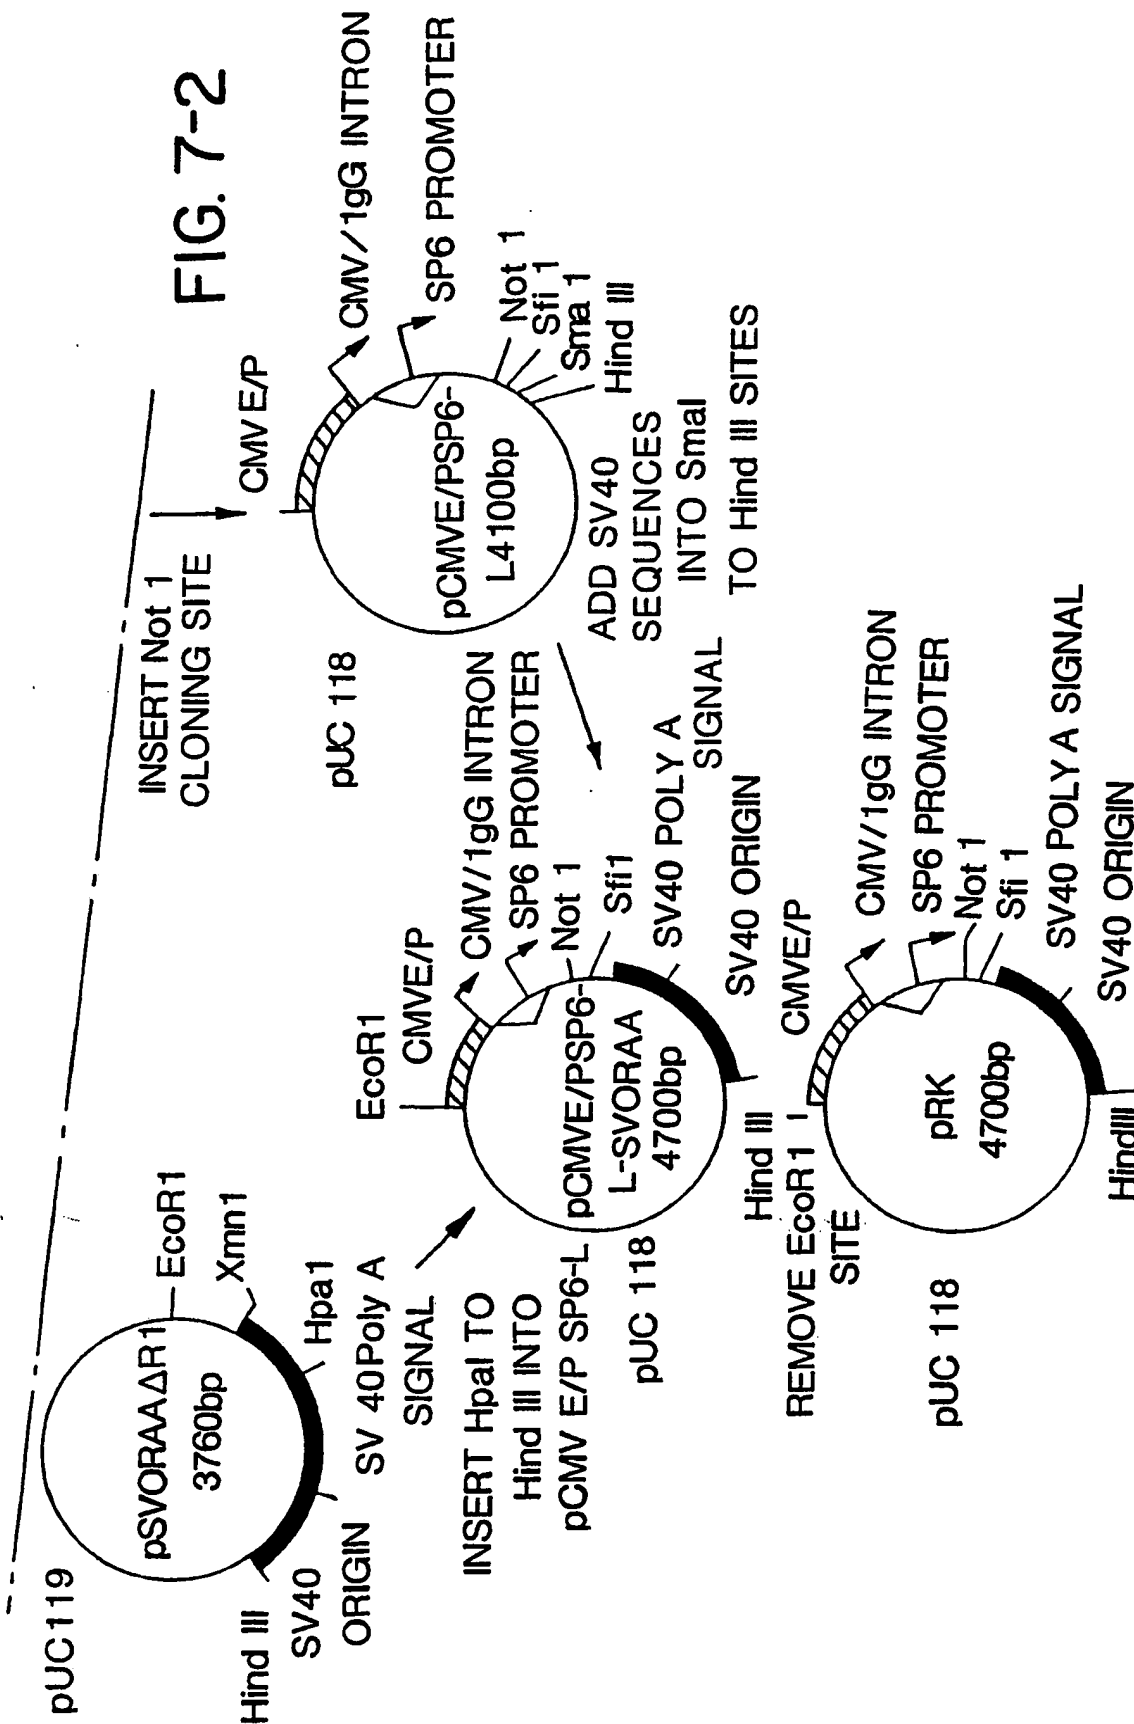 FIG. 7-2
INSERT Not 1
CLONING SITE
CMV E/P
CMV/1gG INTRON
SP6 PROMOTER
Not 1
Sfi 1
Sma 1
Hind III
pCMVE/PSP6-
L4100bp
pUC 118
ADD SV40
SEQUENCES
INTO SmaI
TO Hind III SITES
pUC119
pSVORAAΔR1
3760bp
EcoR1
Xmn1
Hpa1
SV 40Poly A
SIGNAL
SV40
ORIGIN
Hind III
INSERT HpaI TO
Hind III INTO
pCMV E/P SP6-L
EcoR1
CMVE/P
CMV/1gG INTRON
SP6 PROMOTER
Not 1
Sfi1
SV40 POLY A
SIGNAL
SV40 ORIGIN
Hind III
pCMVE/PSP6-
L-SVORAA
4700bp
pUC 118
REMOVE EcoR1
SITE
CMVE/P
CMV/1gG INTRON
SP6 PROMOTER
Not 1
Sfi 1
SV40 POLY A SIGNAL
SV40 ORIGIN
HindIII
pRK
4700bp
pUC 118